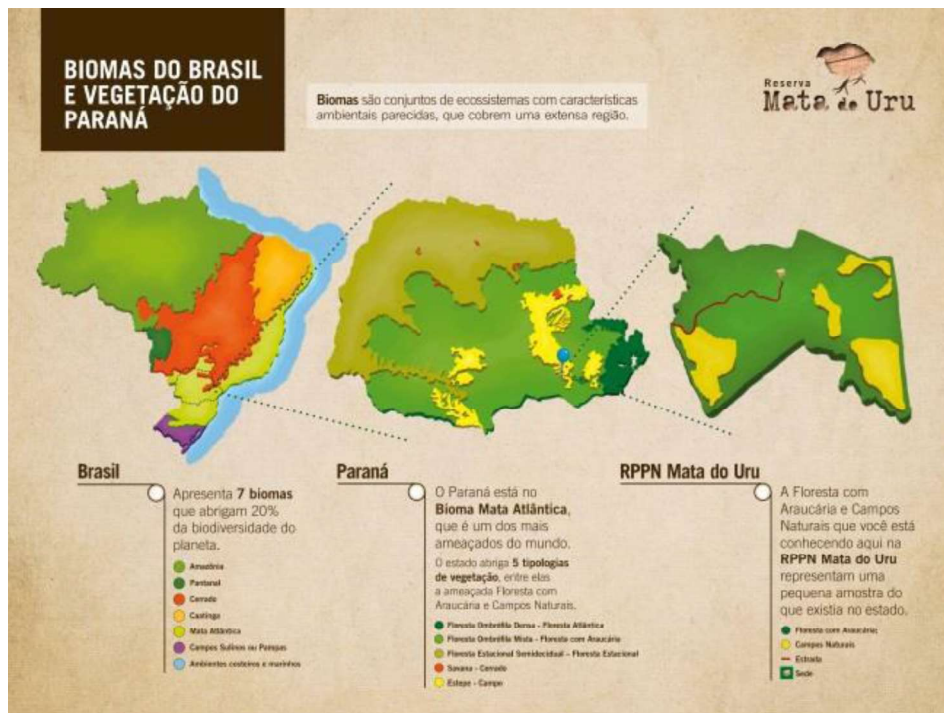 BIOMAS DO BRASIL
E VEGETAÇÃO DO
PARANÁ
Biomas são conjuntos de ecossistemas com características
ambientais parecidas, que cobrem uma extensa região.
Reserva
Mata do Uru
Brasil
Apresenta 7 biomas
que abrigam 20%
da biodiversidade do
planeta.
Amazônia
Pantanal
Cerrado
Caatinga
Mata Atlântica
Campos Sulinos ou Pampas
Ambientes costeiros e marinhos
Paraná
O Paraná está no
Bioma Mata Atlântica,
que é um dos mais
ameaçados do mundo.
O estado abriga 5 tipologias
de vegetação, entre elas
a ameaçada Floresta com
Araucária e Campos Naturais.
Floresta Ombrófila Densa - Floresta Atlântica
Floresta Ombrófila Mista - Floresta com Araucária
Floresta Estacional Semidecidual - Floresta Estacional
Savana - Cerrado
Estepe - Campo
RPPN Mata do Uru
A Floresta com
Araucária e Campos
Naturais que você está
conhecendo aqui na
RPPN Mata do Uru
representam uma
pequena amostra do
que existia no estado.
Floresta com Araucária;
Campos Naturais
Estrada
Sede